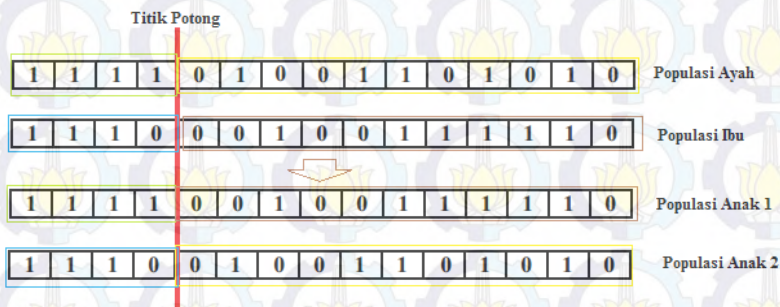 Titik Potong
1 1 1 1 0 1 0 0 1 1 0 1 0 1 0 Populasi Ayah
1 1 1 0 0 0 1 0 0 1 1 1 1 1 0 Populasi Ibu
1 1 1 1 0 0 1 0 0 1 1 1 1 1 0 Populasi Anak 1
1 1 1 0 0 1 0 0 1 1 0 1 0 1 0 Populasi Anak 2